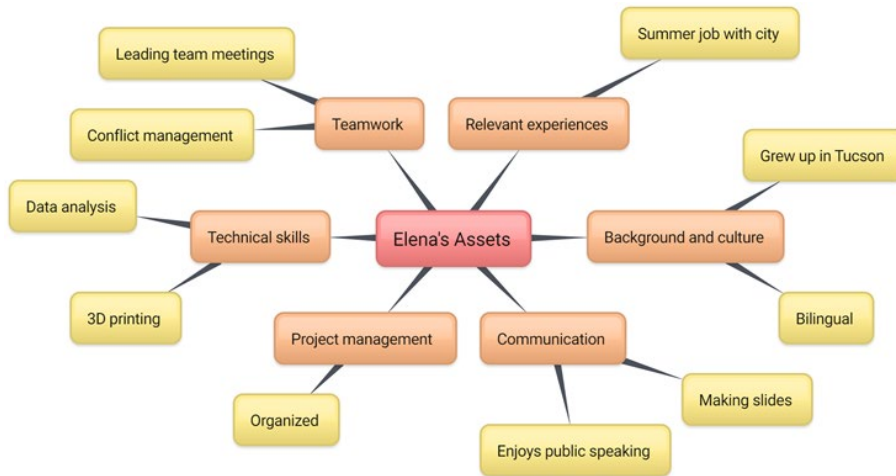 Summer job with city
Leading team meetings
Teamwork
Relevant experiences
Conflict management
Grew up in Tucson
Data analysis
Technical skills
Elena's Assets
Background and culture
3D printing
Project management
Communication
Bilingual
Making slides
Organized
Enjoys public speaking